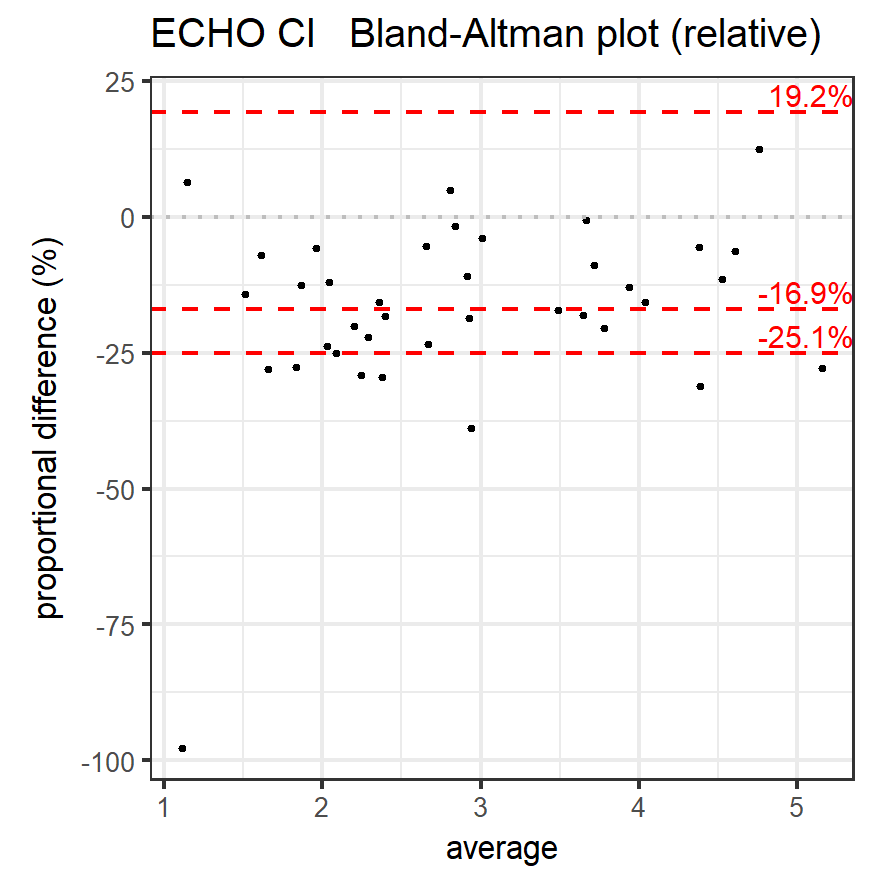 ECHO CI   Bland-Altman plot (relative)
25
19.2%
0
-16.9%
-25.1%
-25
-50
-75
-100
proportional difference (%)
1 2 3 4 5
average